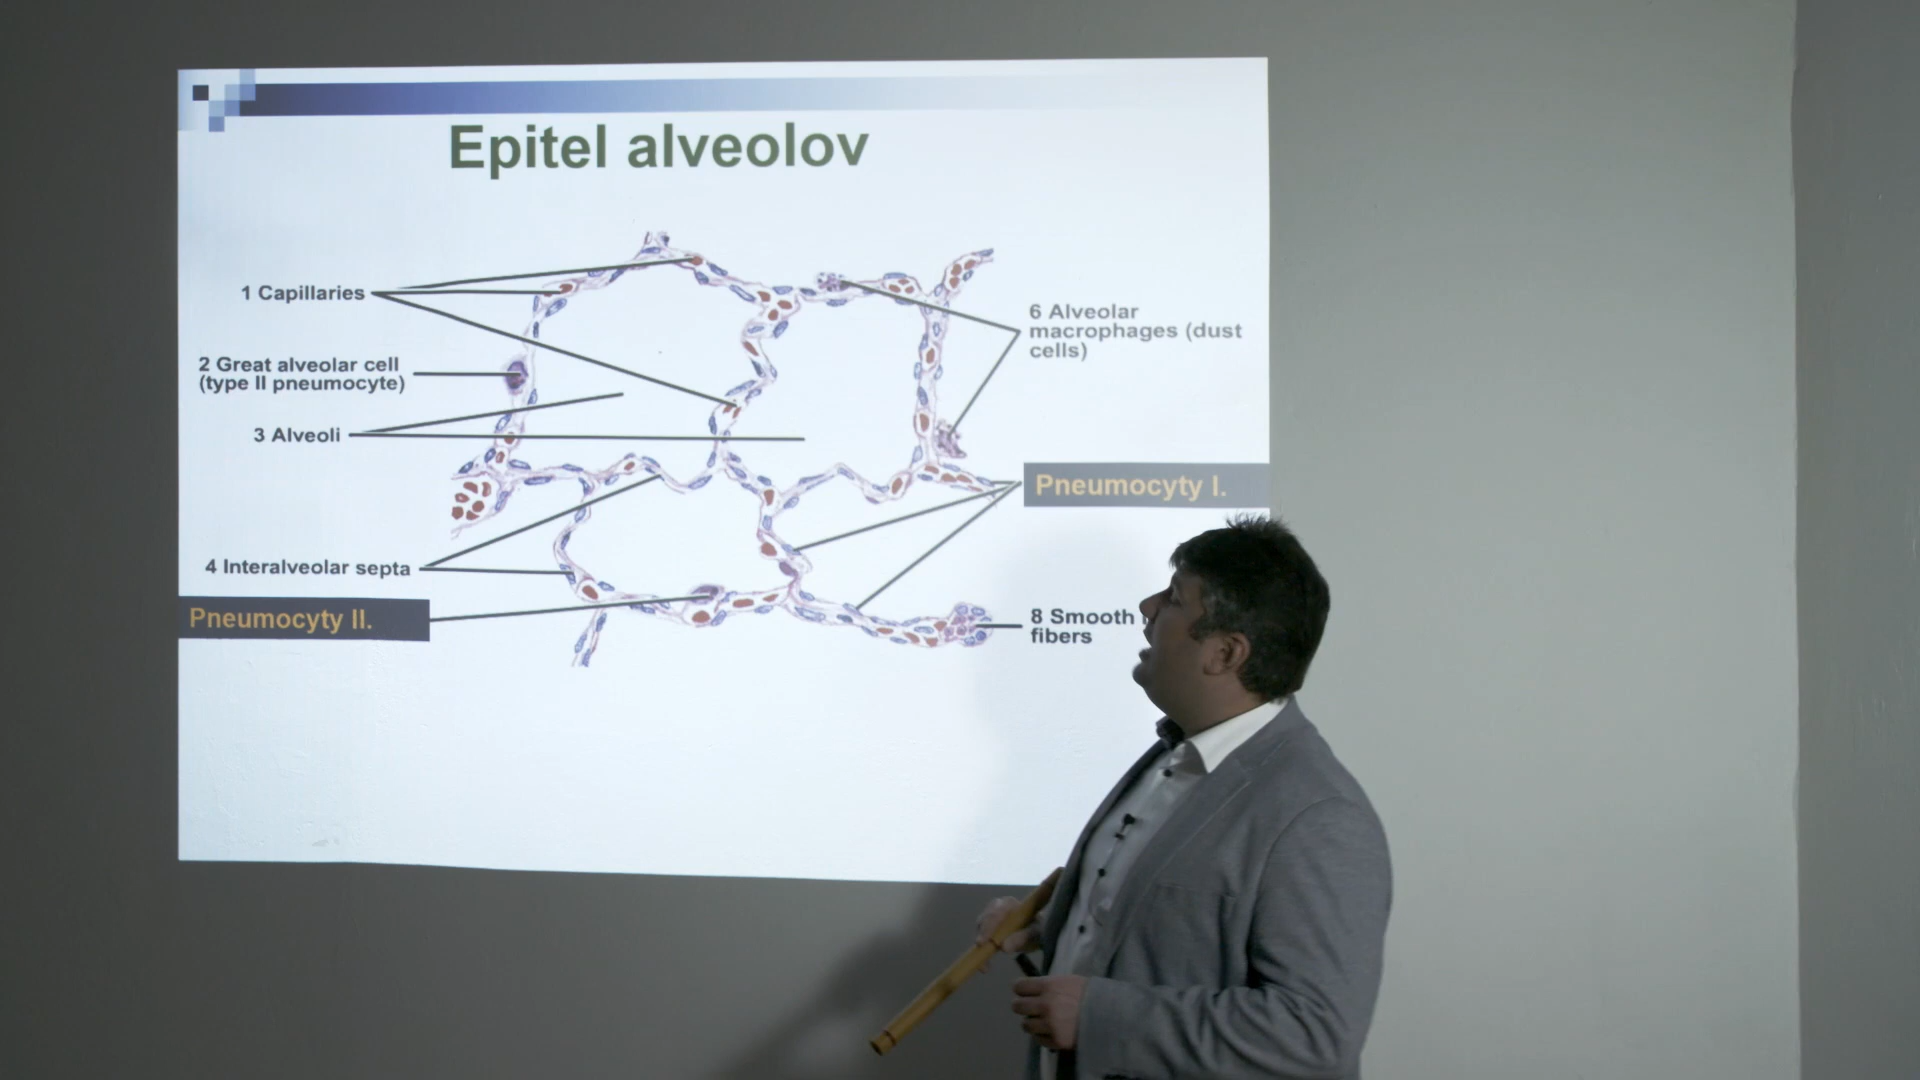 Epitel alveolov
1 Capillaries
2 Great alveolar cell
(type II pneumocyte)
3 Alveoli
4 Interalveolar septa
Pneumocyty II.
6 Alveolar
macrophages (dust
cells)
Pneumocyty I.
8 Smooth
fibers